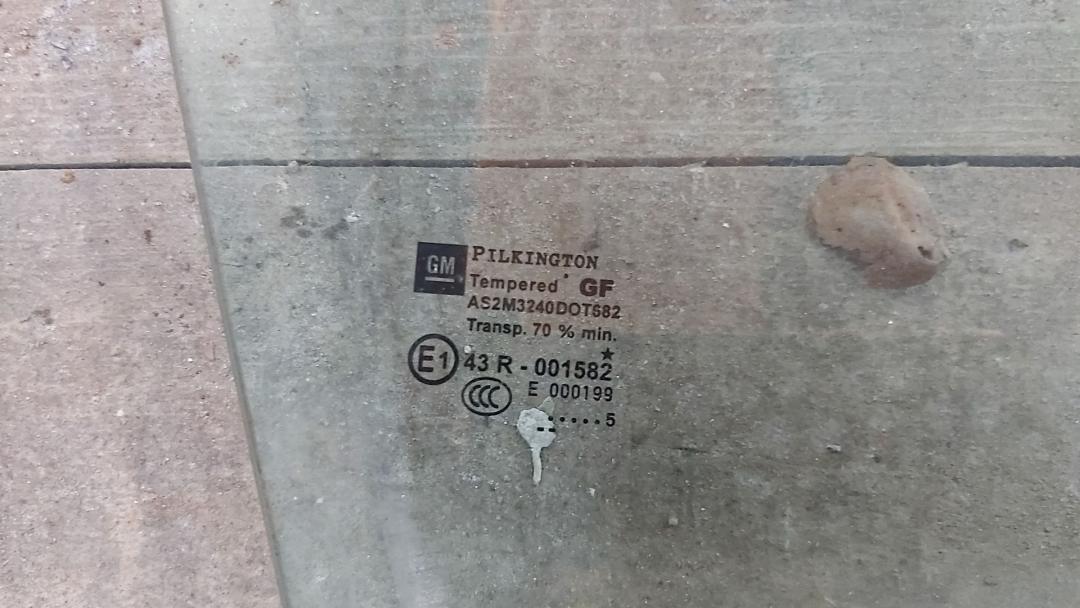 GM
PILKINGTON
Tempered GF
AS2M3240DOT682
Transp. 70 % min.
E1 43 R - 001582
CCC E 000199
.....5